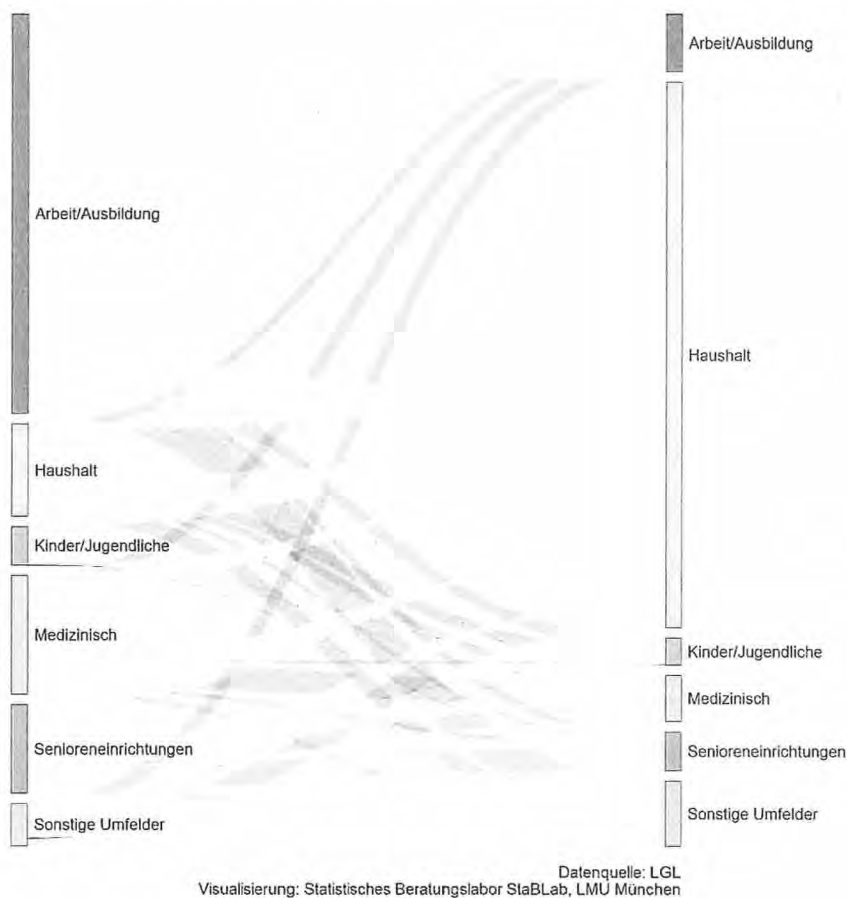 Arbeit/Ausbildung
Haushalt
Kinder/Jugendliche
Medizinisch
Senioreneinrichtungen
Sonstige Umfelder
Arbeit/Ausbildung
Haushalt
Kinder/Jugendliche
Medizinisch
Senioreneinrichtungen
Sonstige Umfelder
Datenquelle: LGL
Visualisierung: Statistisches Beratungslabor StaBLab, LMU München